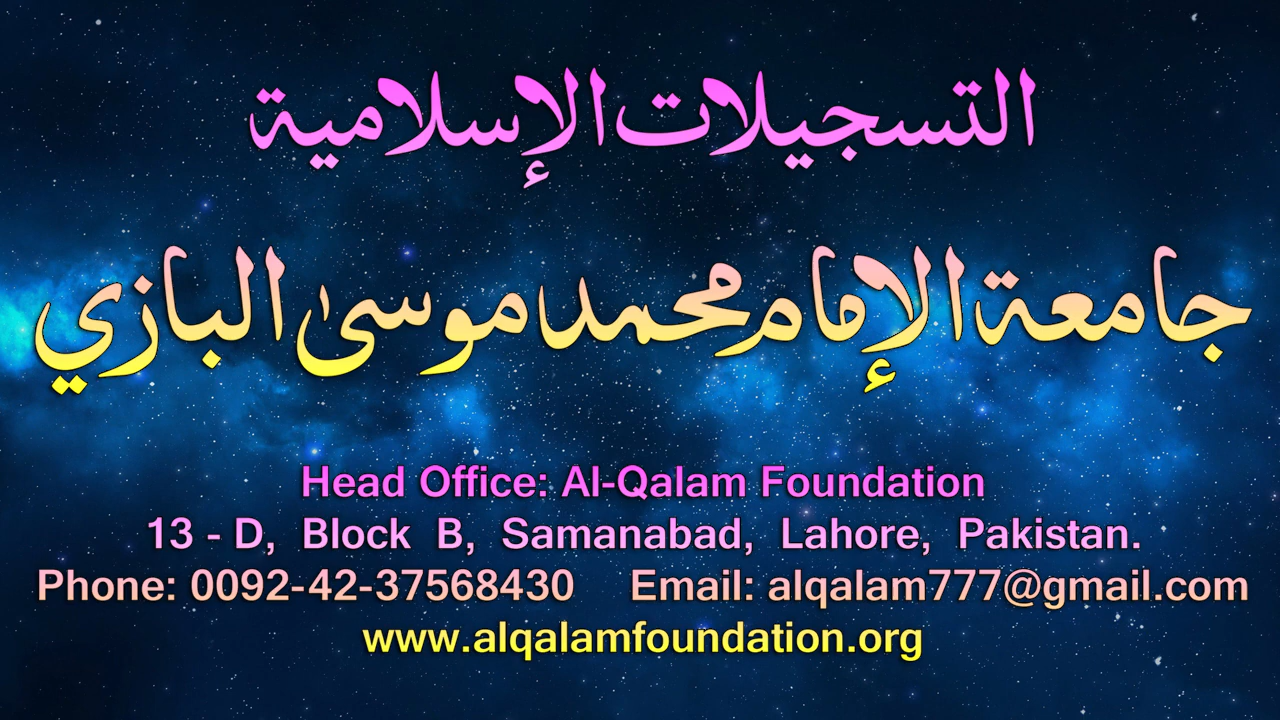 التسجيلات الإسلامية
جامعة الإمام محمد موسىٰ البازي
Head Office: Al-Qalam Foundation
13 - D, Block B, Samanabad, Lahore, Pakistan.
Phone: 0092-42-37568430 Email: alqalam777@gmail.com
www.alqalamfoundation.org